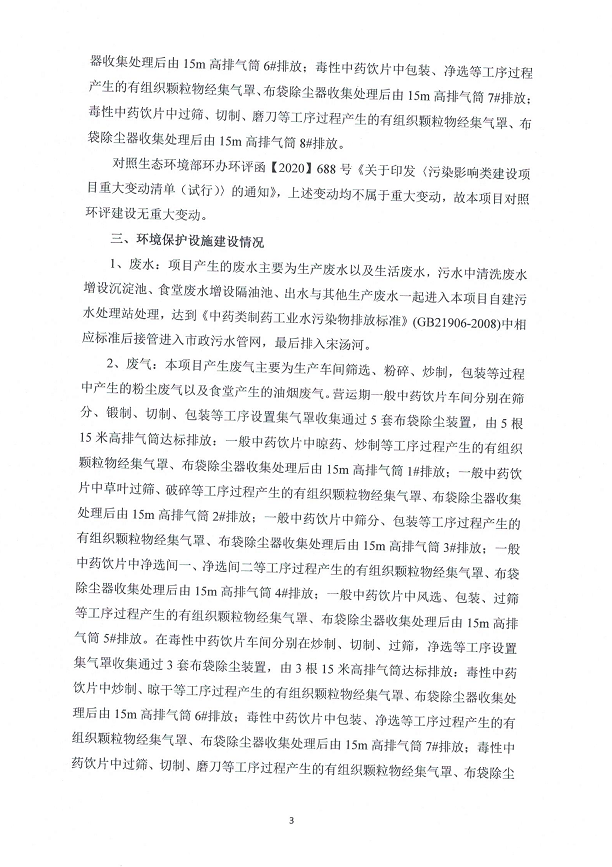 器收集处理后由 15m 高排气筒 6#排放；毒性中药饮片中包装、净选等工序过程
产生的有组织颗粒物经集气罩、布袋除尘器收集处理后由 15m 高排气筒 7#排放；
毒性中药饮片中过筛、切制、磨刀等工序过程产生的有组织颗粒物经集气罩、布
袋除尘器收集处理后由 15m 高排气筒 8#排放。
对照生态环境部环办环评函【2020】688 号《关于印发〈污染影响类建设项
目重大变动清单（试行）〉的通知》，上述变动均不属于重大变动，故本项目对照
环评建设无重大变动。
三、环境保护设施建设情况
1、废水：项目产生的废水主要为生产废水以及生活废水，污水中清洗废水
增设沉淀池、食堂废水增设隔油池、出水与其他生产废水一起进入本项目自建污
水处理站处理，达到《中药类制药工业水污染物排放标准》(GB21906-2008)中相
应标准后接管进入市政污水管网，最后排入宋汤河。
2、废气：本项目产生废气主要为生产车间筛选、粉碎、炒制，包装等过程
中产生的粉尘废气以及食堂产生的油烟废气。营运期一般中药饮片车间分别在筛
分、锻制、切制、包装等工序设置集气罩收集通过 5 套布袋除尘装置，由 5 根
15 米高排气筒达标排放：一般中药饮片中晾药、炒制等工序过程产生的有组织
颗粒物经集气罩、布袋除尘器收集处理后由 15m 高排气筒 1#排放；一般中药饮
片中草叶过筛、破碎等工序过程产生的有组织颗粒物经集气罩、布袋除尘器收集
处理后由 15m 高排气筒 2#排放；一般中药饮片中筛分、包装等工序过程产生的
有组织颗粒物经集气罩、布袋除尘器收集处理后由 15m 高排气筒 3#排放；一般
中药饮片中净选间一、净选间二等工序过程产生的有组织颗粒物经集气罩、布袋
除尘器收集处理后由 15m 高排气筒 4#排放；一般中药饮片中风选、包装、过筛
等工序过程产生的有组织颗粒物经集气罩、布袋除尘器收集处理后由 15m 高排
气筒 5#排放。在毒性中药饮片车间分别在炒制、切制、过筛，净选等工序设置
集气罩收集通过 3 套布袋除尘装置，由 3 根 15 米高排气筒达标排放：毒性中药
饮片中炒制、晾干等工序过程产生的有组织颗粒物经集气罩、布袋除尘器收集处
理后由 15m 高排气筒 6#排放；毒性中药饮片中包装、净选等工序过程产生的有
组织颗粒物经集气罩、布袋除尘器收集处理后由 15m 高排气筒 7#排放；毒性中
药饮片中过筛、切制、磨刀等工序过程产生的有组织颗粒物经集气罩、布袋除尘
3